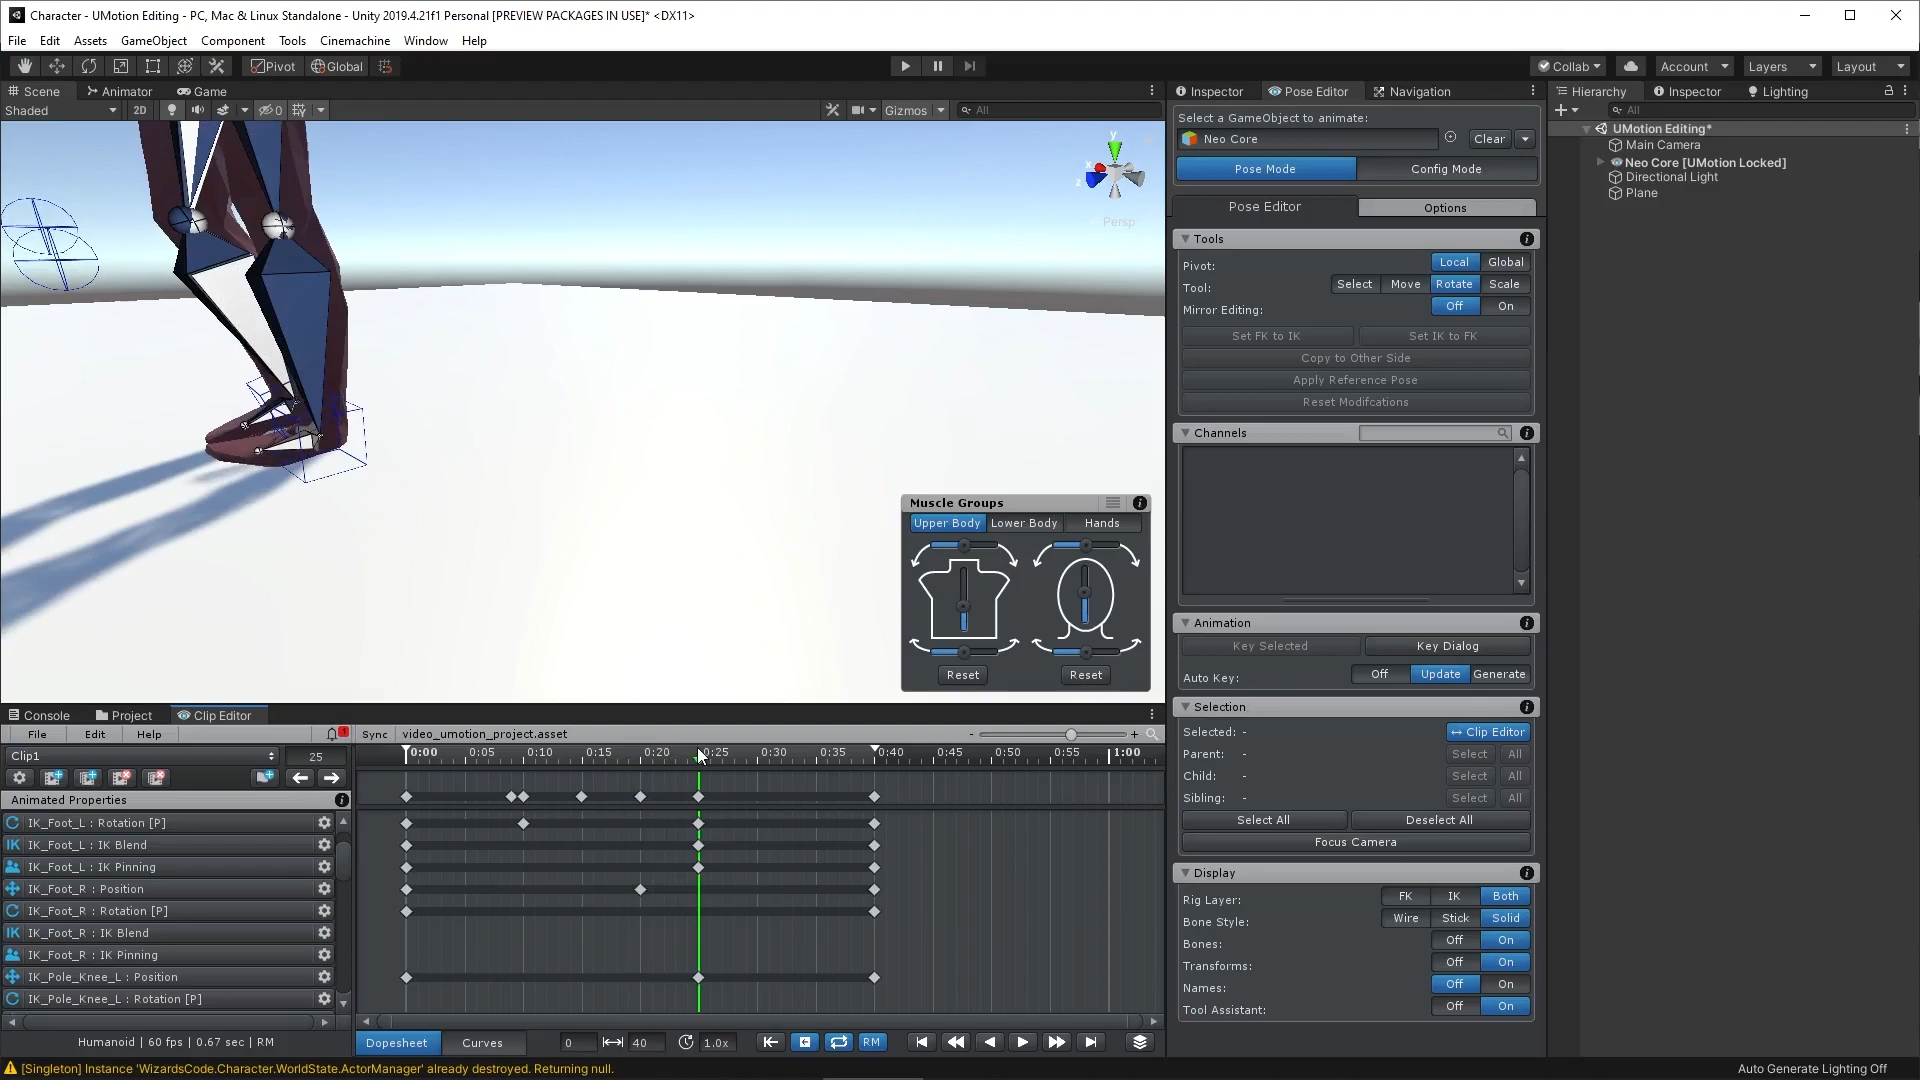 Character - UMotion Editing - PC, Mac & Linux Standalone - Unity 2019.4.21f1 Personal [PREVIEW PACKAGES IN USE]* <DX11>
File Edit Assets GameObject Component Tools Cinemachine Window Help
Pivot Global Collab Account Layers Layout
Scene Animator Game
Shaded 2D 0 Gizmos All
y
x
z
Persp
Muscle Groups
Upper Body Lower Body Hands
Reset Reset
Inspector Pose Editor Navigation
Select a GameObject to animate:
Neo Core Clear
Pose Mode Config Mode
Pose Editor Options
Tools
Pivot: Local Global
Tool: Select Move Rotate Scale
Mirror Editing: Off On
Set FK to IK Set IK to FK
Copy to Other Side
Apply Reference Pose
Reset Modifcations
Channels
Animation
Key Selected Key Dialog
Auto Key: Off Update Generate
Selection
Selected: - Clip Editor
Parent: - Select All
Child: - Select All
Sibling: - Select All
Select All Deselect All
Focus Camera
Display
Rig Layer: FK IK Both
Bone Style: Wire Stick Solid
Bones: Off On
Transforms: Off On
Names: Off On
Tool Assistant: Off On
Hierarchy Inspector Lighting
All
UMotion Editing*
Main Camera
Neo Core [UMotion Locked]
Directional Light
Plane
Console Project Clip Editor
File Edit Help 1 Sync video_umotion_project.asset - +
Clip1 25 0:00 0:05 0:10 0:15 0:20 0:25 0:30 0:35 0:40 0:45 0:50 0:55 1:00
Animated Properties
IK_Foot_L : Rotation [P]
IK IK_Foot_L : IK Blend
IK_Foot_L : IK Pinning
IK_Foot_R : Position
IK_Foot_R : Rotation [P]
IK IK_Foot_R : IK Blend
IK_Foot_R : IK Pinning
IK_Pole_Knee_L : Position
IK_Pole_Knee_L : Rotation [P]
Humanoid | 60 fps | 0.67 sec | RM Dopesheet Curves 0 40 1.0x RM
[Singleton] Instance 'WizardsCode.Character.WorldState.ActorManager' already destroyed. Returning null. Auto Generate Lighting Off